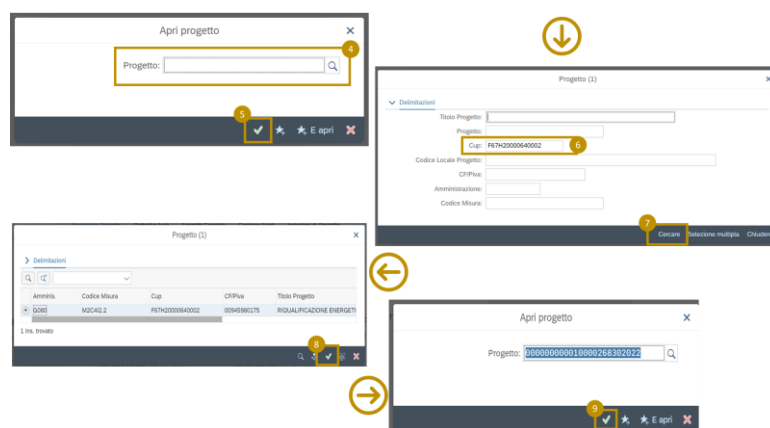 Apri progetto
4
Progetto:
5
E apri
Progetto (1)
Delimitazioni
Titolo Progetto:
Progetto:
Cup: F67H20000640002
6
Codice Locale Progetto:
CF/Piva:
Amministrazione:
Codice Misura:
7
Cercare Selezione multipla Chiudere
Progetto (1)
Delimitazioni
Amminis. Codice Misura Cup CF/Piva Titolo Progetto
G080 M2C4I2.2 F67H20000640002 00945980175 RIQUALIFICAZIONE ENERGETI
1 Ins. trovato
8
Apri progetto
Progetto: 000000000010000268302022
9
E apri